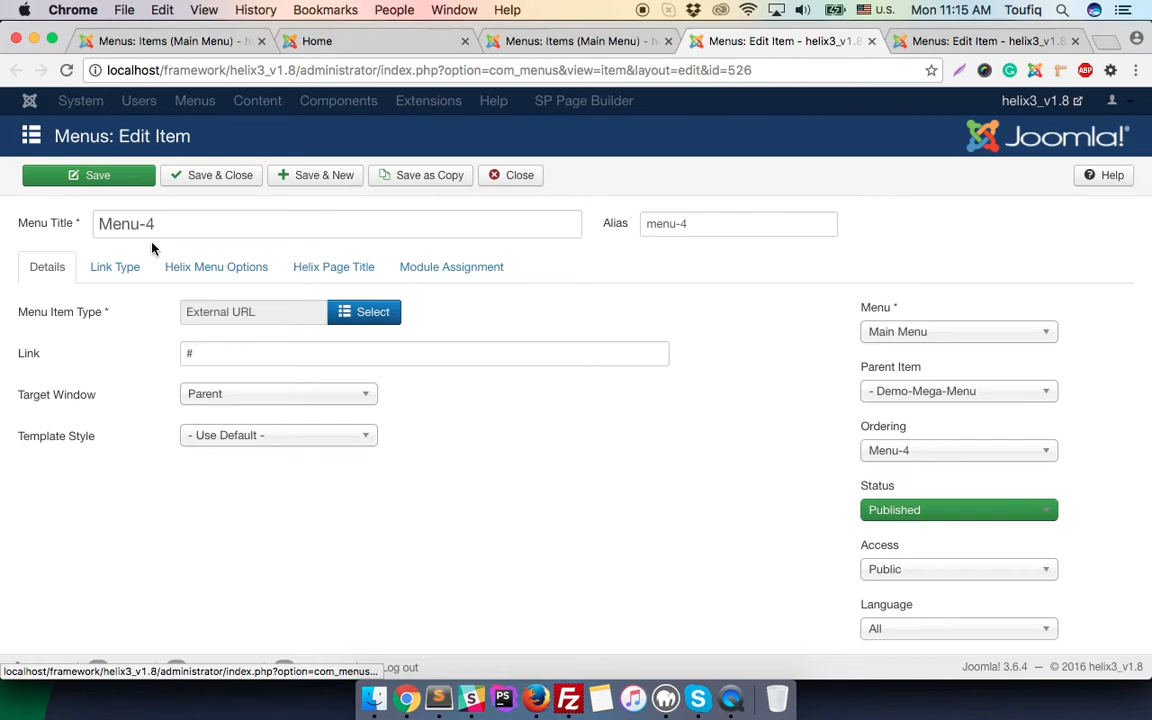 Chrome File Edit View History Bookmarks People Window Help U.S. Mon 11:15 AM Toufiq
Menus: Items (Main Menu) - h × Home × Menus: Items (Main Menu) - h × Menus: Edit Item - helix3_v1.8 × Menus: Edit Item - helix3_v1.8 ×
localhost/framework/helix3_v1.8/administrator/index.php?option=com_menus&view=item&layout=edit&id=526 ABP
System Users Menus Content Components Extensions Help SP Page Builder helix3_v1.8
Menus: Edit Item Joomla!
Save Save & Close Save & New Save as Copy Close Help
Menu Title * Menu-4 Alias menu-4
Details Link Type Helix Menu Options Helix Page Title Module Assignment
Menu Item Type * External URL Select Menu *
Main Menu
Link # Parent Item
Target Window Parent - Demo-Mega-Menu
Template Style - Use Default - Ordering
Menu-4
Status
Published
Access
Public
Language
All
localhost/framework/helix3_v1.8/administrator/index.php?option=com_menus... Log out Joomla! 3.6.4 — © 2016 helix3_v1.8
PS Fz